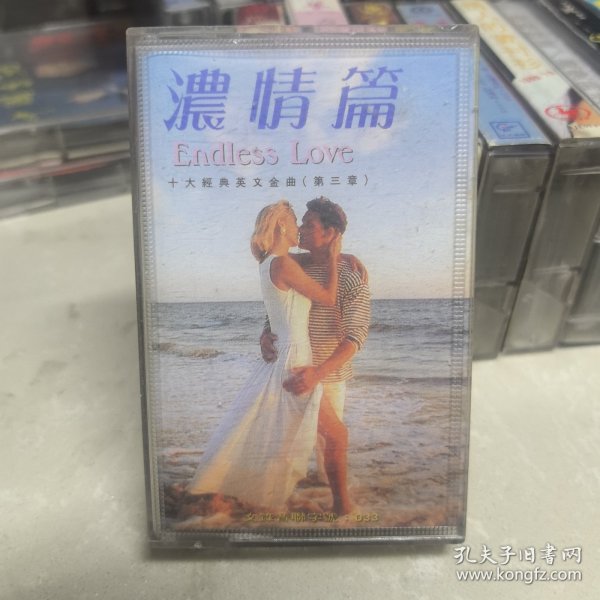 濃情篇
Endless Love
十大經典英文金曲(第三章)
孔夫子旧书网
www.kongfz.com